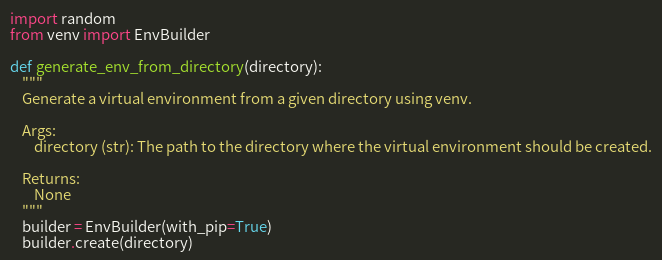 import random
from venv import EnvBuilder

def generate_env_from_directory(directory):
    """
    Generate a virtual environment from a given directory using venv.

    Args:
        directory (str): The path to the directory where the virtual environment should be created.

    Returns:
        None
    """
    builder = EnvBuilder(with_pip=True)
    builder.create(directory)